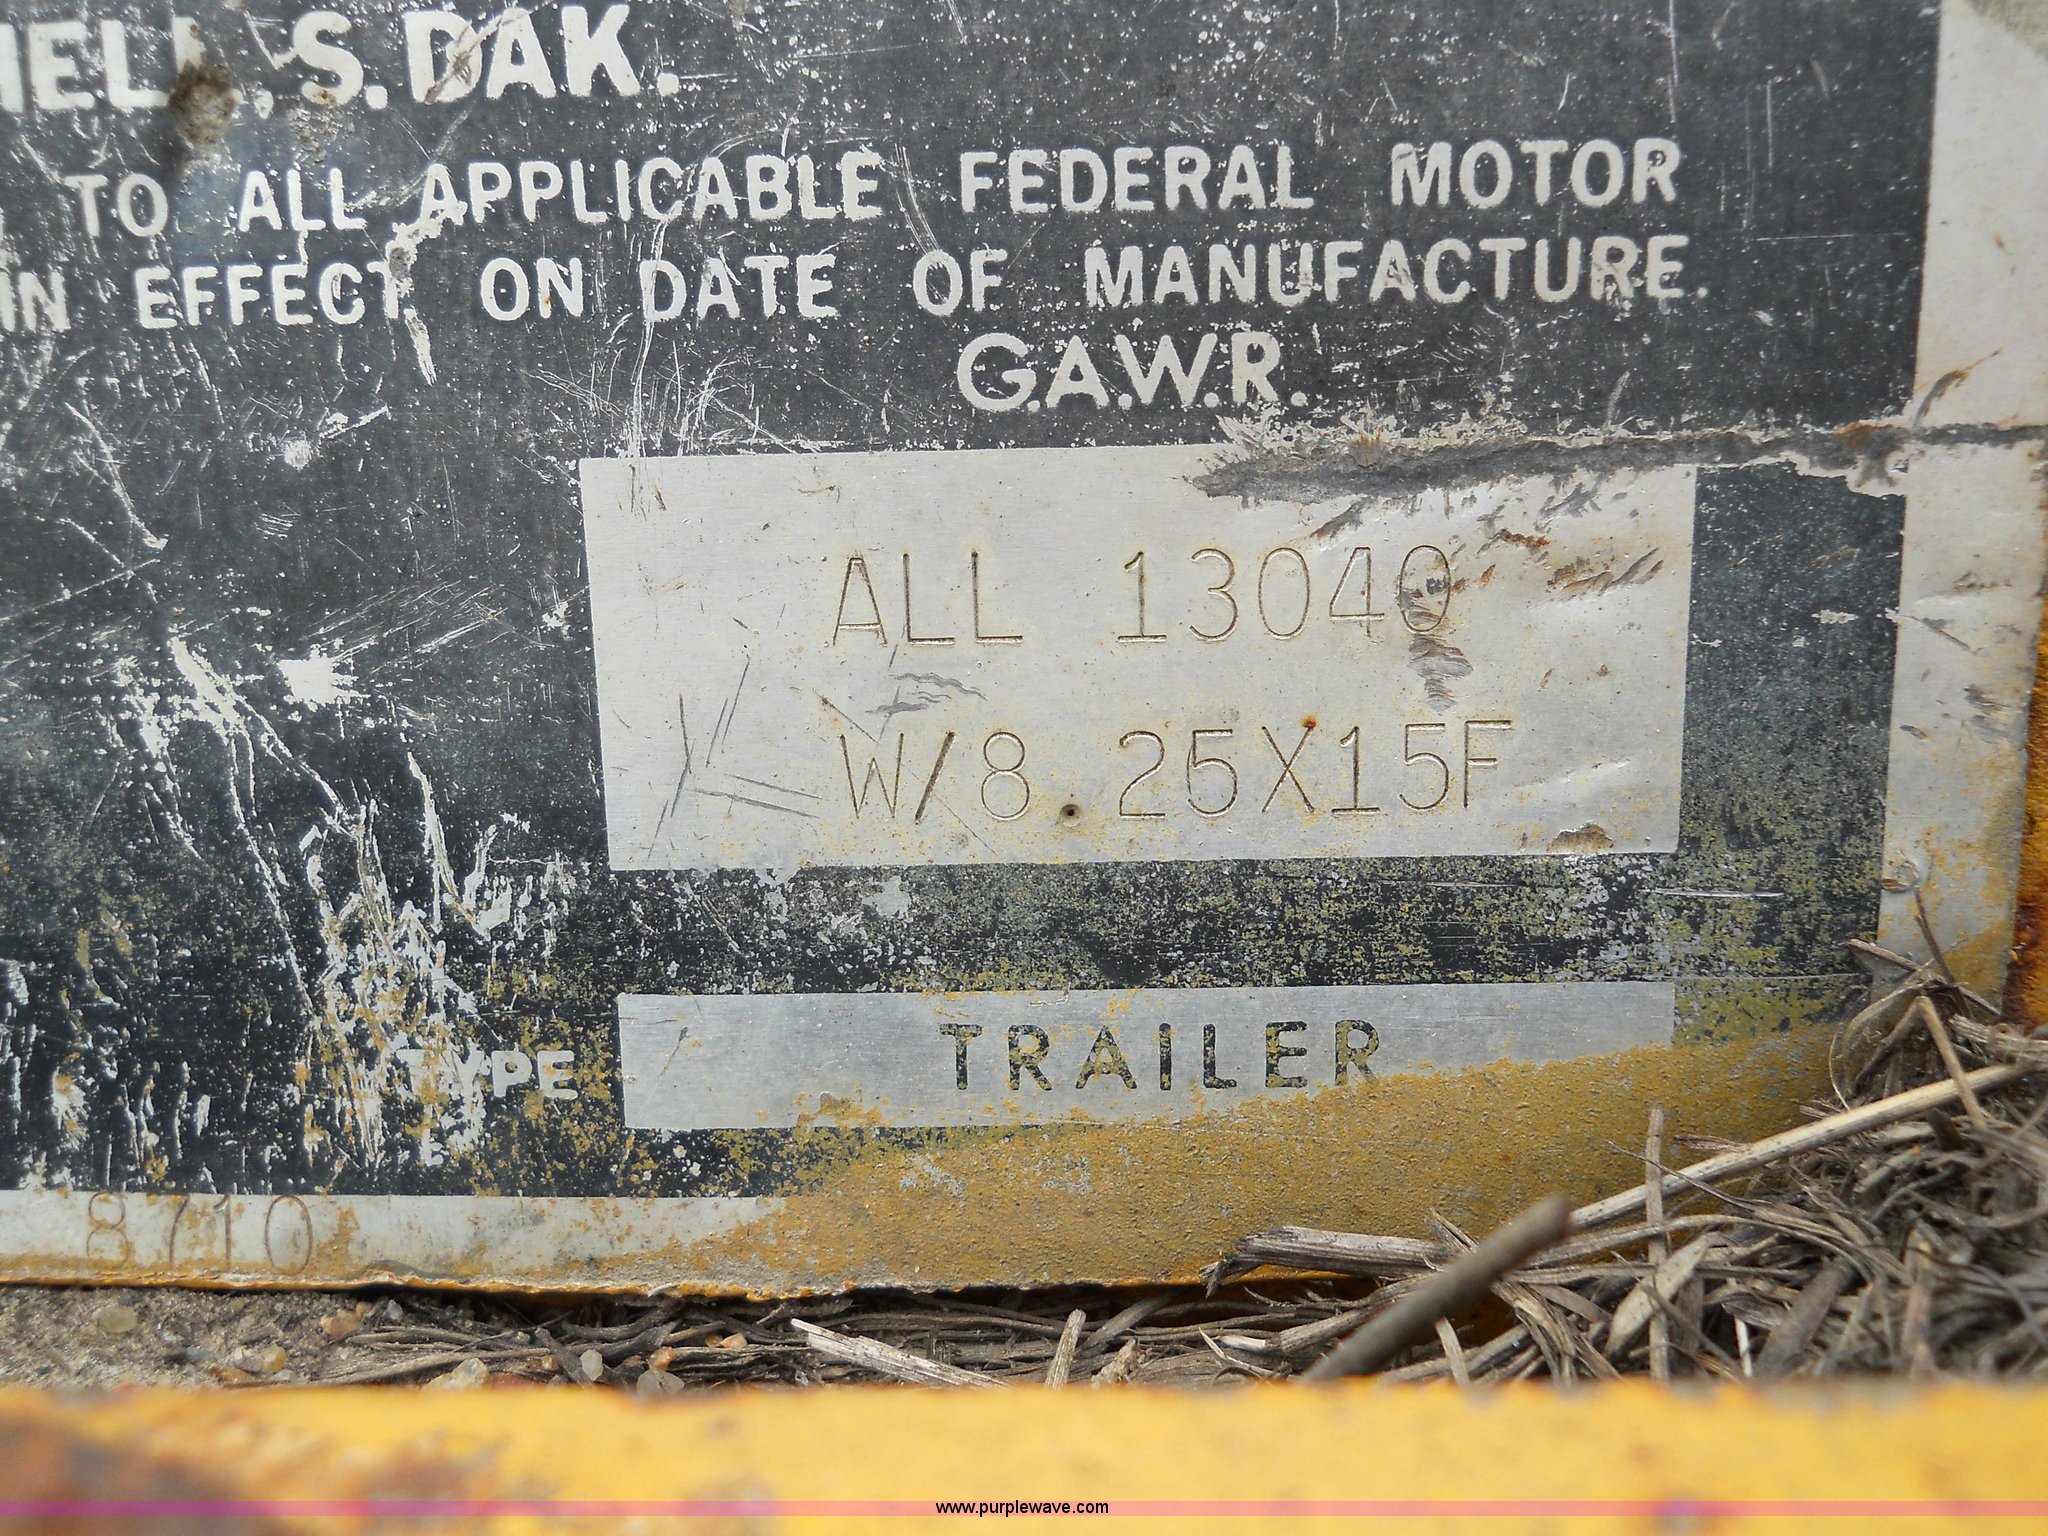 S. DAK.
TO ALL APPLICABLE FEDERAL MOTOR
IN EFFECT ON DATE OF MANUFACTURE.
G.A.W.R.
ALL 13040
W/8.25X15F
TYPE TRAILER
8710
www.purplewave.com